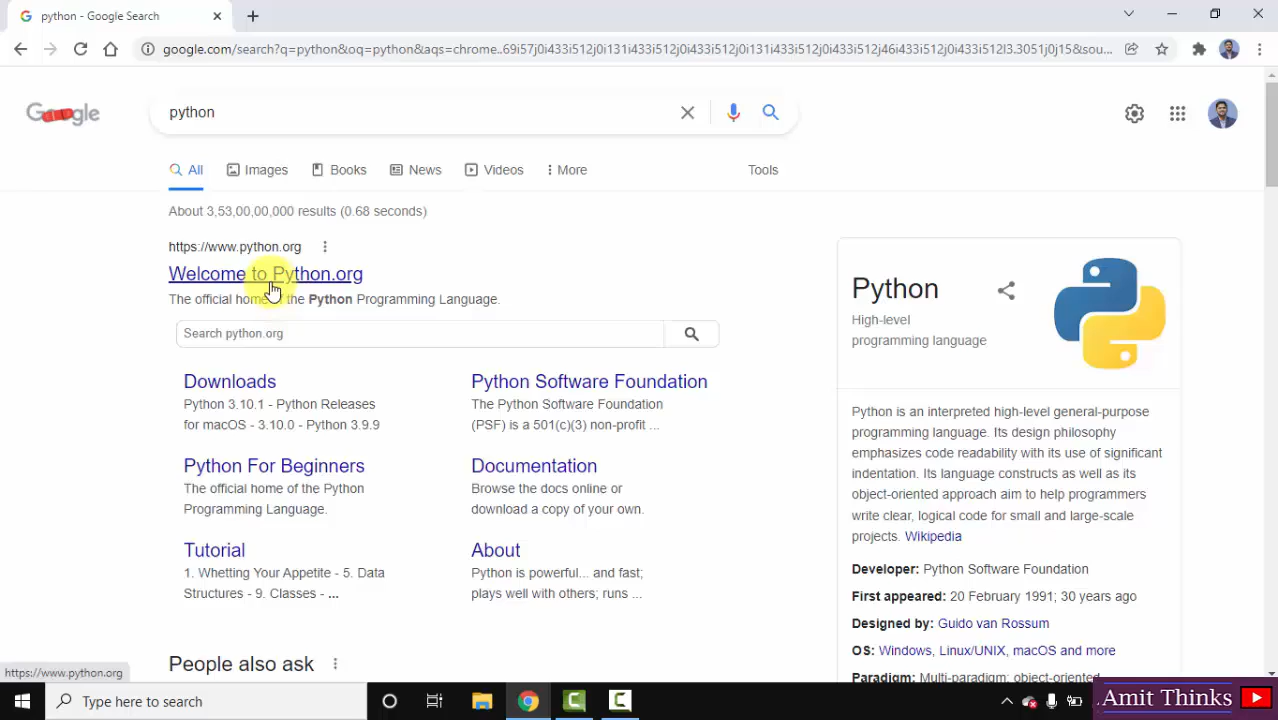 python - Google Search
google.com/search?q=python&oq=python&aqs=chrome..69i57j0i433i512j0i131i433i512j0i131i433i512j46i433i512j0i433i512l3.3051j0j15&sou...
Google
python
All
Images
Books
News
Videos
More
Tools
About 3,53,00,00,000 results (0.68 seconds)
https://www.python.org
Welcome to Python.org
The official home the Python Programming Language.
Search python.org
Downloads
Python 3.10.1 - Python Releases
for macOS - 3.10.0 - Python 3.9.9
Python Software Foundation
The Python Software Foundation
(PSF) is a 501(c)(3) non-profit ...
Python For Beginners
The official home of the Python
Programming Language.
Documentation
Browse the docs online or
download a copy of your own.
Tutorial
1. Whetting Your Appetite - 5. Data
Structures - 9. Classes - ...
About
Python is powerful... and fast;
plays well with others; runs ...
People also ask
Python
High-level
programming language
Python is an interpreted high-level general-purpose
programming language. Its design philosophy
emphasizes code readability with its use of significant
indentation. Its language constructs as well as its
object-oriented approach aim to help programmers
write clear, logical code for small and large-scale
projects. Wikipedia
Developer: Python Software Foundation
First appeared: 20 February 1991; 30 years ago
Designed by: Guido van Rossum
OS: Windows, Linux/UNIX, macOS and more
Paradigm: Multi-paradigm: object-oriented
https://www.python.org
Type here to search
Amit Thinks